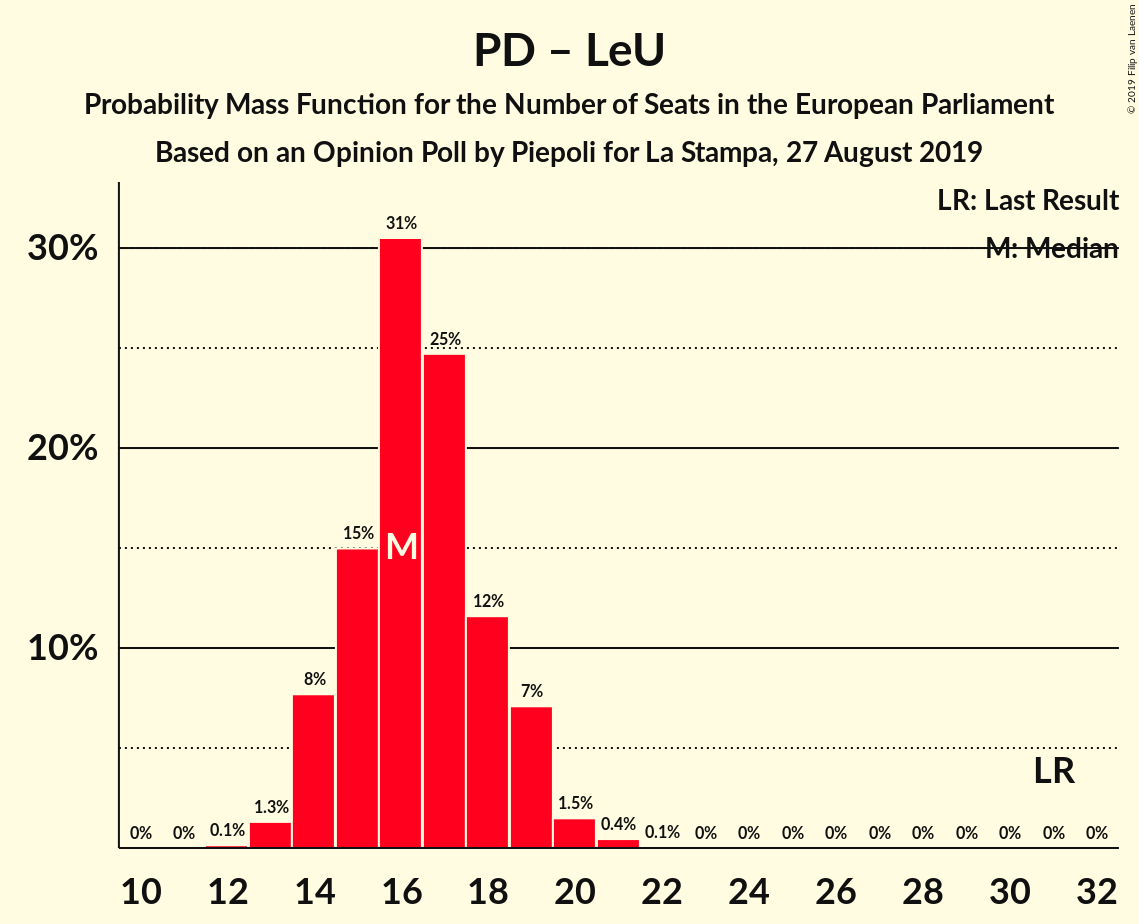 PD – LeU
Probability Mass Function for the Number of Seats in the European Parliament
Based on an Opinion Poll by Piepoli for La Stampa, 27 August 2019
© 2019 Filip van Laenen
LR: Last Result
M: Median
30%
20%
10%
0% 0% 0.1% 1.3% 8% 15% 31% 25% 12% 7% 1.5% 0.4% 0.1% 0% 0% 0% 0% 0% 0% 0% 0% 0% 0%
M
LR
10 12 14 16 18 20 22 24 26 28 30 32